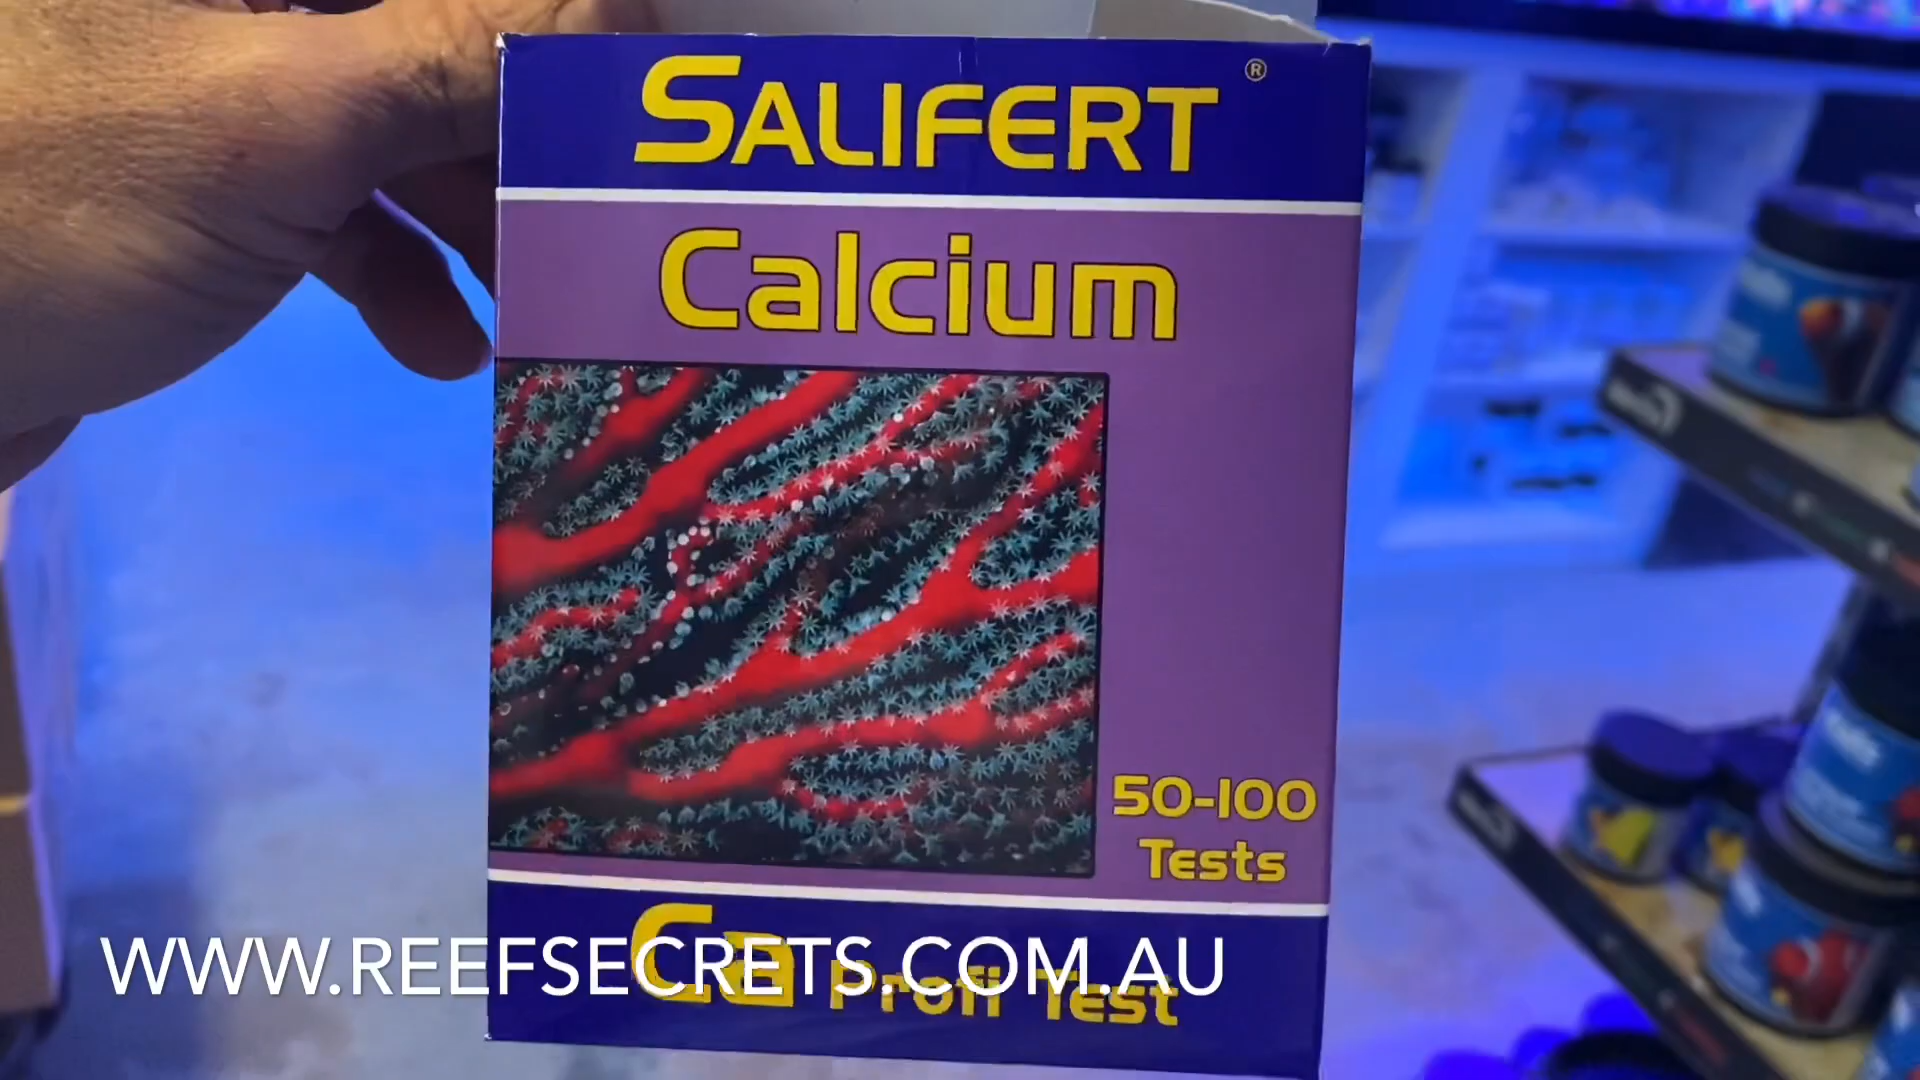 SALIFERT ®
Calcium
50-100
Tests
Ca Profi Test
WWW.REEFSECRETS.COM.AU